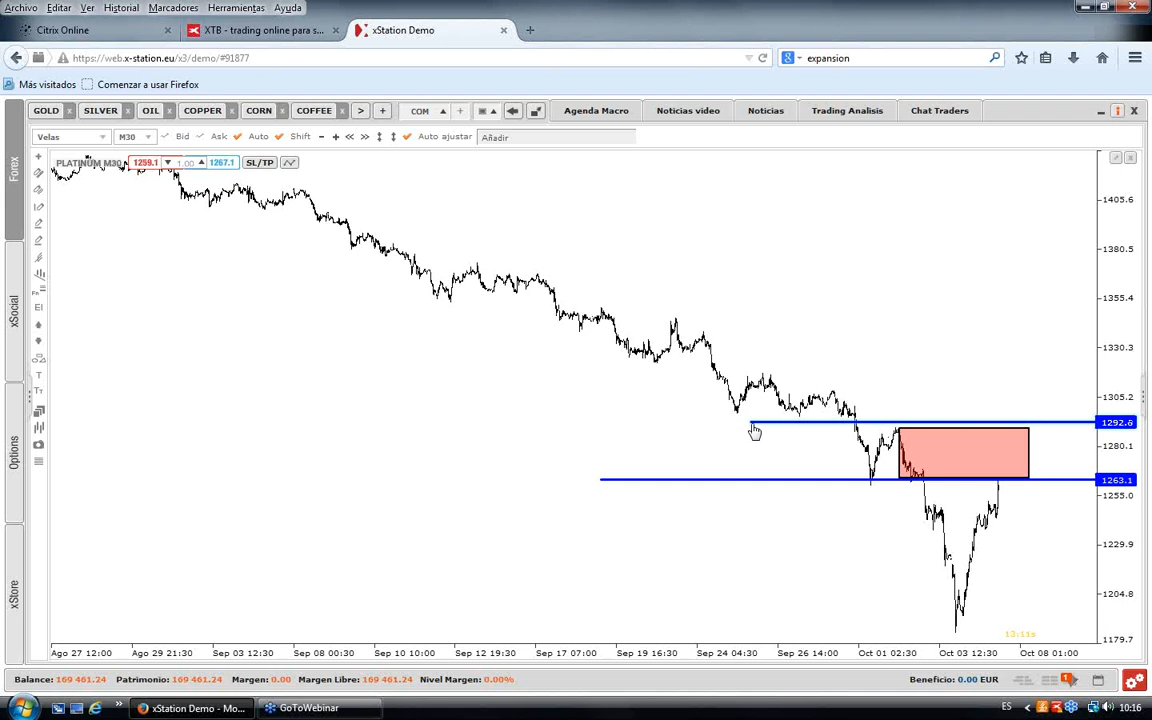 Archivo Editar Ver Historial Marcadores Herramientas Ayuda
Citrix Online × XTB - trading online para s... × xStation Demo × +
https://web.x-station.eu/x3/demo/#91877 expansion
Más visitados Comenzar a usar Firefox
GOLD x SILVER x OIL x COPPER x CORN x COFFEE x > + COM + Agenda Macro Noticias video Noticias Trading Analisis Chat Traders
Velas M30 Bid Ask Auto Shift - + Auto ajustar Añadir
PLATINUM M30 1259.1 1.00 1267.1 SL/TP
Forex
xSocial
Options
xStore
Fn
EI
T
TT
1405.6
1380.5
1355.4
1330.3
1305.2
1292.6
1280.1
1263.1
1255.0
1229.9
1204.8
1179.7
13:11s
Ago 27 12:00 Ago 29 21:30 Sep 03 12:30 Sep 08 00:30 Sep 10 10:00 Sep 12 19:30 Sep 17 07:00 Sep 19 16:30 Sep 24 04:30 Sep 26 14:00 Oct 01 02:30 Oct 03 12:30 Oct 08 01:00
Balance: 169 461.24 Patrimonio: 169 461.24 Margen: 0.00 Margen Libre: 169 461.24 Nivel Margen: 0.00% Beneficio: 0.00 EUR 1
xStation Demo - Mo... GoToWebinar ES 10:16